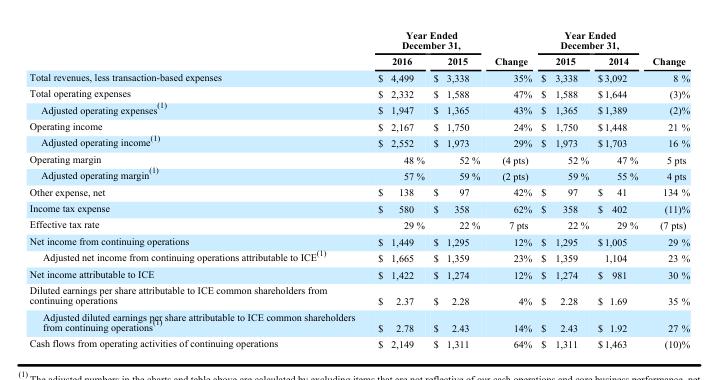 Year Ended Year Ended
December 31, December 31,
2016 2015 Change 2015 2014 Change
Total revenues, less transaction-based expenses $ 4,499 $ 3,338 35% $ 3,338 $3,092 8 %
Total operating expenses $ 2,332 $ 1,588 47% $ 1,588 $1,644 (3)%
Adjusted operating expenses(1) $ 1,947 $ 1,365 43% $ 1,365 $1,389 (2)%
Operating income $ 2,167 $ 1,750 24% $ 1,750 $1,448 21 %
Adjusted operating income(1) $ 2,552 $ 1,973 29% $ 1,973 $1,703 16 %
Operating margin 48 % 52 % (4 pts) 52 % 47 % 5 pts
Adjusted operating margin(1) 57 % 59 % (2 pts) 59 % 55 % 4 pts
Other expense, net $ 138 $ 97 42% $ 97 $ 41 134 %
Income tax expense $ 580 $ 358 62% $ 358 $ 402 (11)%
Effective tax rate 29 % 22 % 7 pts 22 % 29 % (7 pts)
Net income from continuing operations $ 1,449 $ 1,295 12% $ 1,295 $1,005 29 %
Adjusted net income from continuing operations attributable to ICE(1) $ 1,665 $ 1,359 23% $ 1,359 1,104 23 %
Net income attributable to ICE $ 1,422 $ 1,274 12% $ 1,274 $ 981 30 %
Diluted earnings per share attributable to ICE common shareholders from
continuing operations $ 2.37 $ 2.28 4% $ 2.28 $ 1.69 35 %
Adjusted diluted earnings per share attributable to ICE common shareholders
from continuing operations(1) $ 2.78 $ 2.43 14% $ 2.43 $ 1.92 27 %
Cash flows from operating activities of continuing operations $ 2,149 $ 1,311 64% $ 1,311 $1,463 (10)%
(1) The adjusted numbers in the charts and table above are calculated by excluding items that are not reflective of our cash operations and core business performance, net